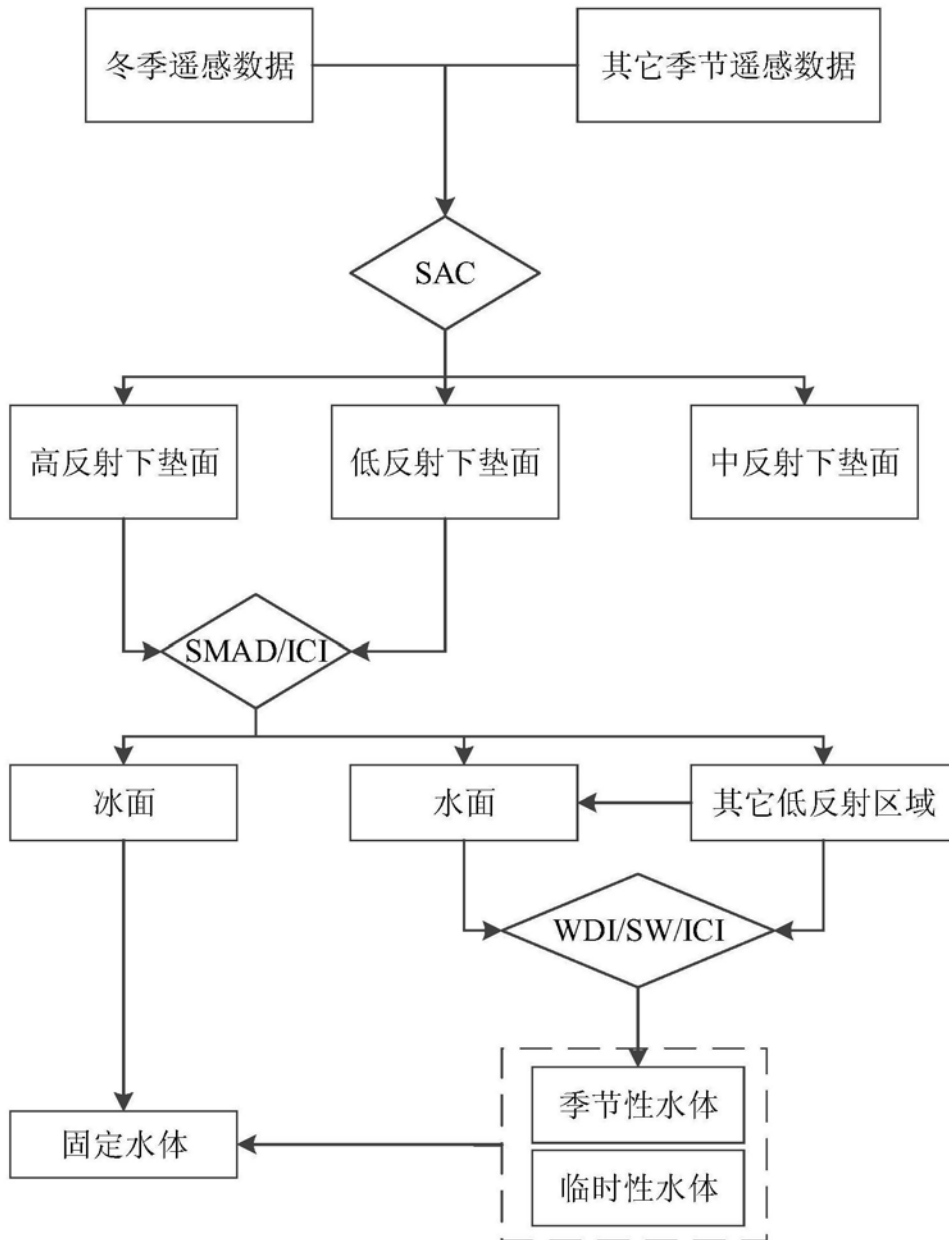 冬季遥感数据
其它季节遥感数据
SAC
高反射下垫面
低反射下垫面
中反射下垫面
SMAD/ICI
冰面
水面
其它低反射区域
WDI/SW/ICI
季节性水体
固定水体
临时性水体